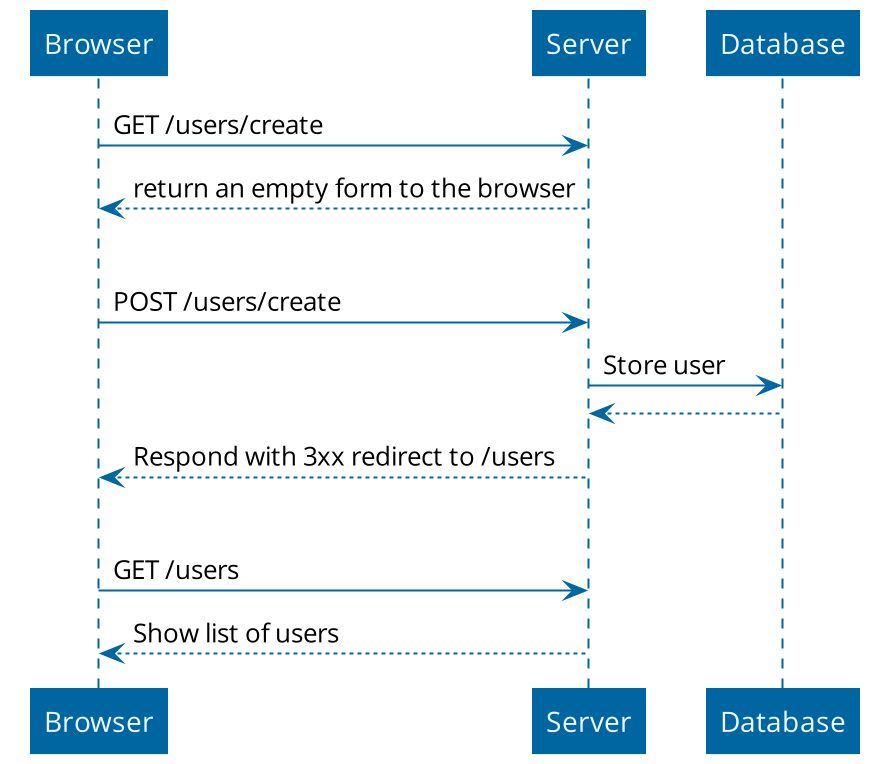 Browser
Server
Database
GET /users/create
return an empty form to the browser
POST /users/create
Store user
Respond with 3xx redirect to /users
GET /users
Show list of users
Browser
Server
Database